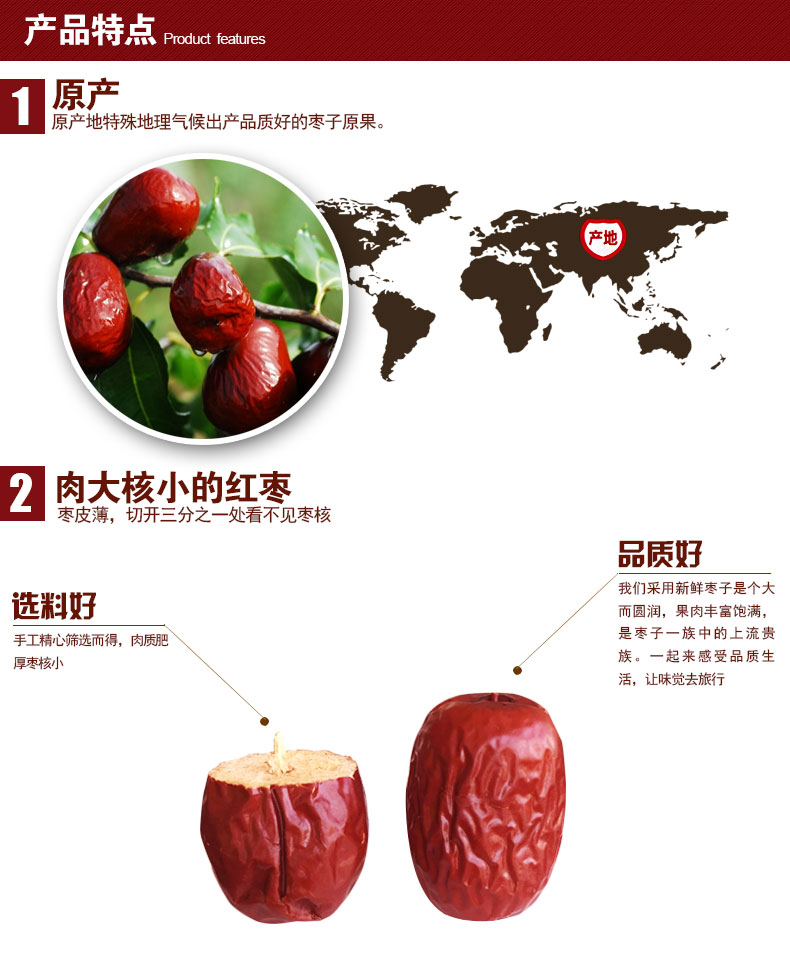 产品特点 Product features
1 原产
原产地特殊地理气候出产品质好的枣子原果。
产地
2 肉大核小的红枣
枣皮薄，切开三分之一处看不见枣核
品质好
我们采用新鲜枣子是个大
而圆润，果肉丰富饱满，
是枣子一族中的上流贵
族。一起来感受品质生
活，让味觉去旅行
选料好
手工精心筛选而得，肉质肥
厚枣核小